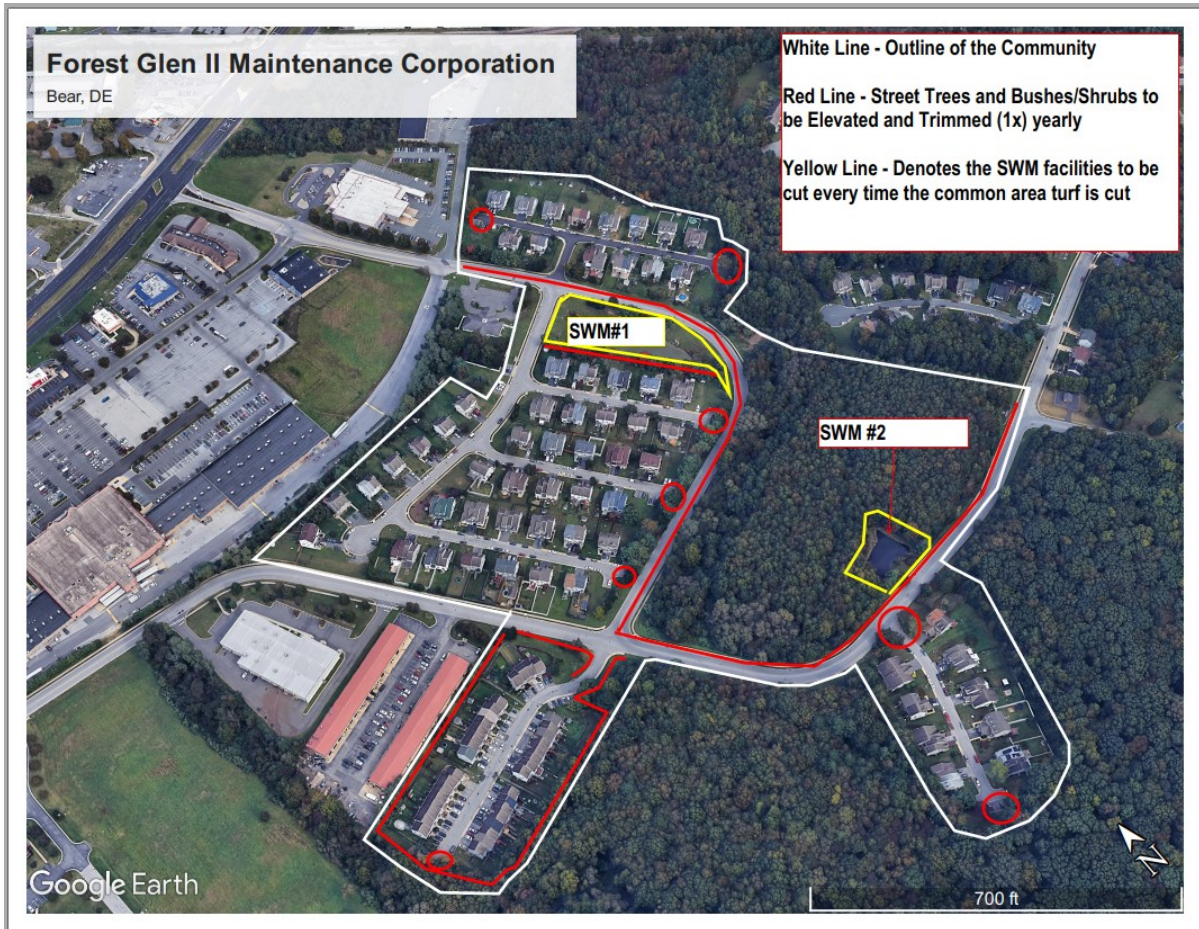 Forest Glen II Maintenance Corporation
Bear, DE
White Line - Outline of the Community
Red Line - Street Trees and Bushes/Shrubs to
be Elevated and Trimmed (1x) yearly
Yellow Line - Denotes the SWM facilities to be
cut every time the common area turf is cut
SWM#1
SWM #2
Google Earth
N
700 ft